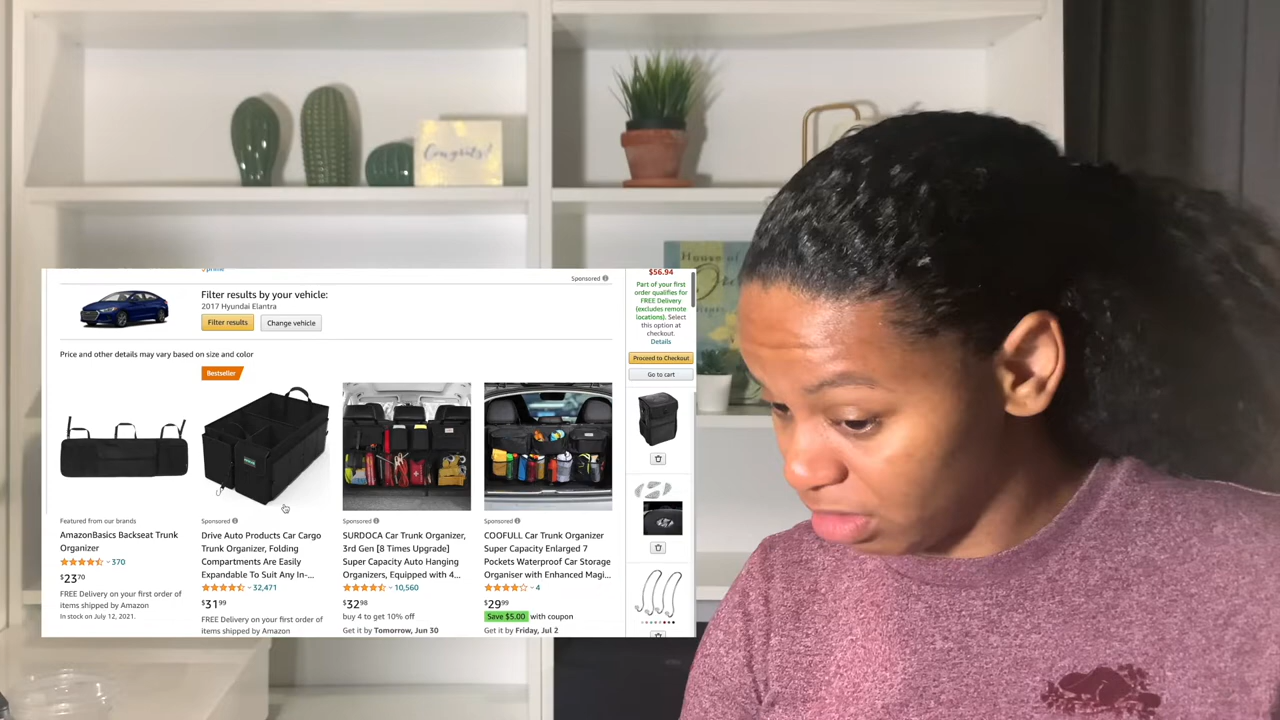 Congrats!
House of
prime
Sponsored
Filter results by your vehicle:
2017 Hyundai Elantra
Filter results
Change vehicle
Price and other details may vary based on size and color
Featured from our brands
AmazonBasics Backseat Trunk
Organizer
370
$23.70
FREE Delivery on your first order of
items shipped by Amazon
In stock on July 12, 2021.
Bestseller
Sponsored
Drive Auto Products Car Cargo
Trunk Organizer, Folding
Compartments Are Easily
Expandable To Suit Any In-...
32,471
$31.99
FREE Delivery on your first order of
items shipped by Amazon
Sponsored
SURDOCA Car Trunk Organizer,
3rd Gen [8 Times Upgrade]
Super Capacity Auto Hanging
Organizers, Equipped with 4...
10,560
$32.98
buy 4 to get 10% off
Get it by Tomorrow, Jun 30
Sponsored
COOFULL Car Trunk Organizer
Super Capacity Enlarged 7
Pockets Waterproof Car Storage
Organiser with Enhanced Magi...
4
$29.99
Save $5.00 with coupon
Get it by Friday, Jul 2
$56.94
Part of your first
order qualifies for
FREE Delivery
(excludes remote
locations). Select
this option at
checkout.
Details
Proceed to Checkout
Go to cart